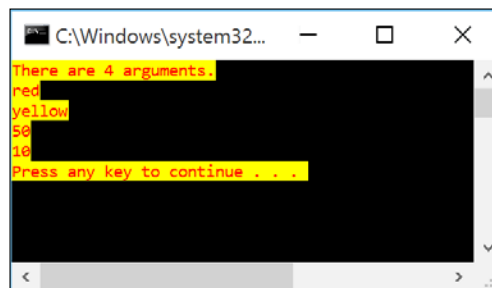 C:\Windows\system32...
There are 4 arguments.
red
yellow
50
10
Press any key to continue . . .